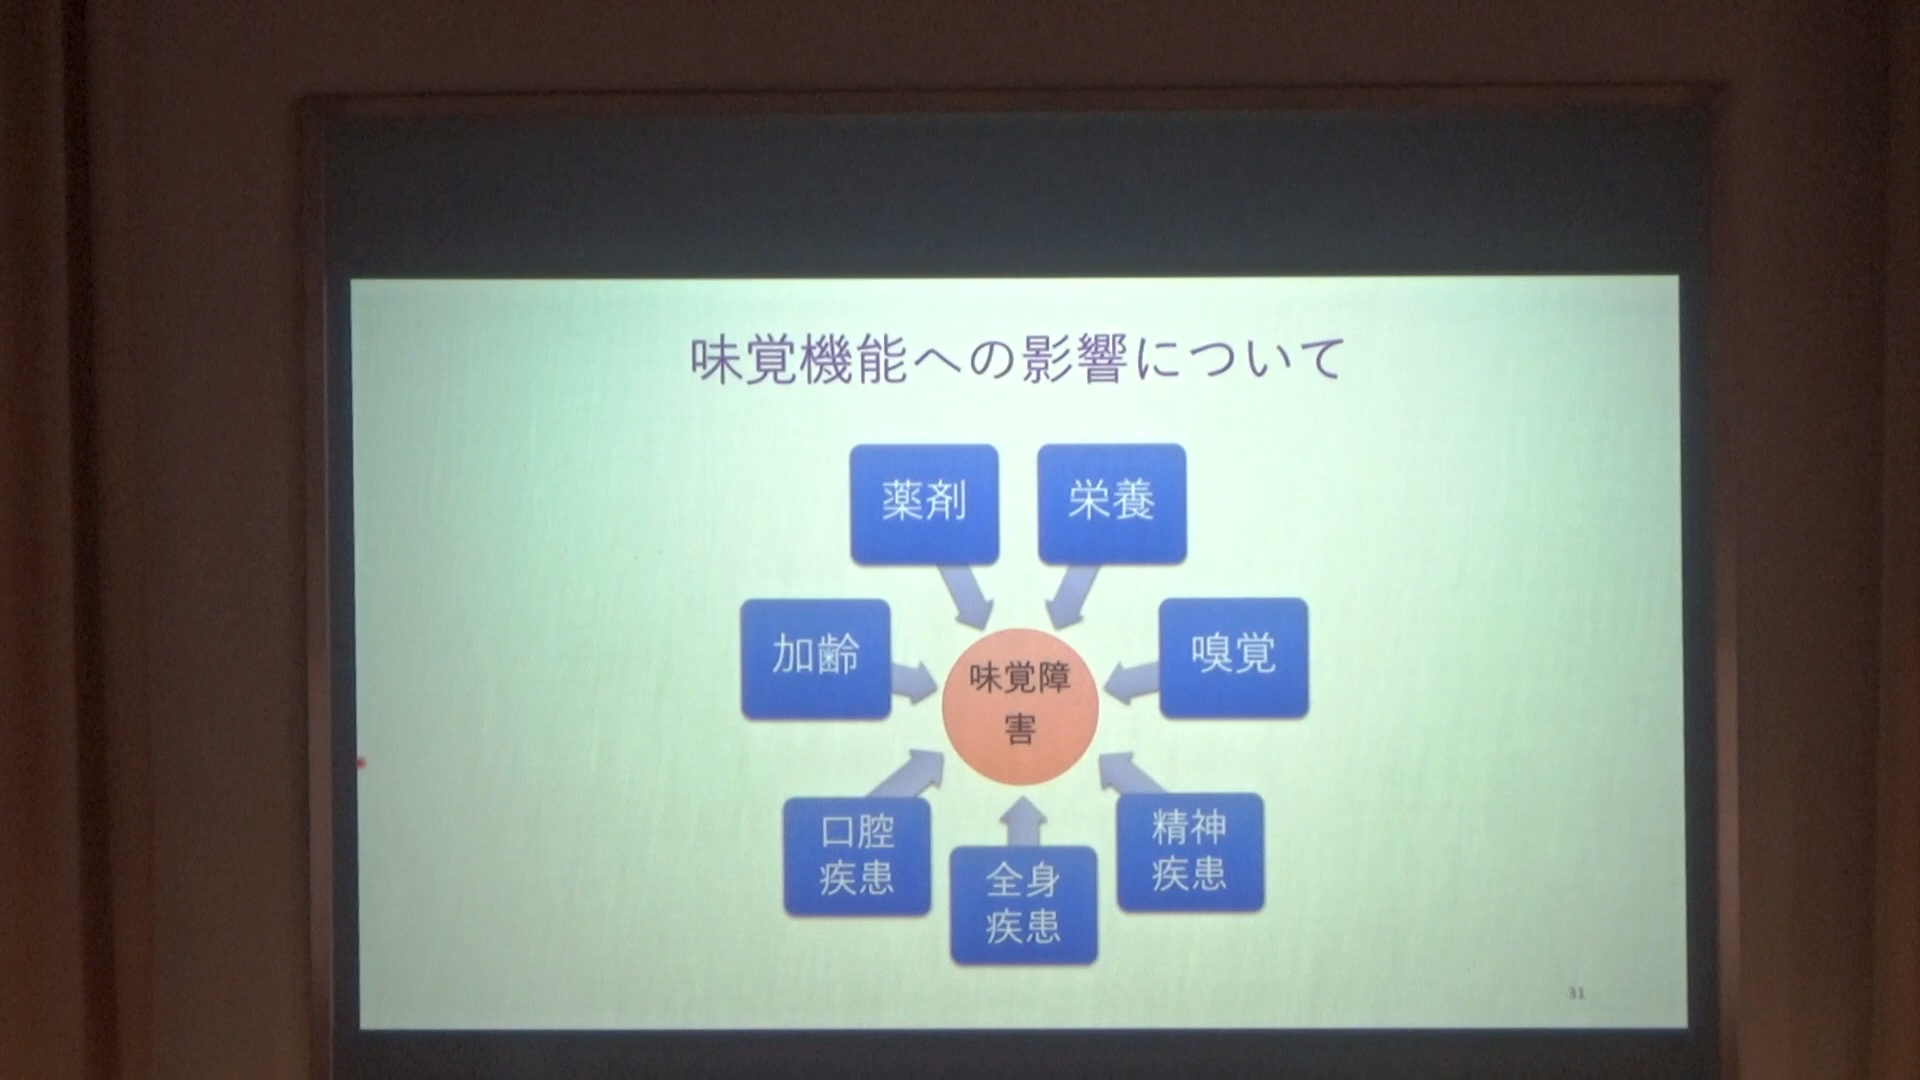 味覚機能への影響について
薬剤
栄養
加齢
嗅覚
味覚障
害
口腔
疾患
全身
疾患
精神
疾患
31